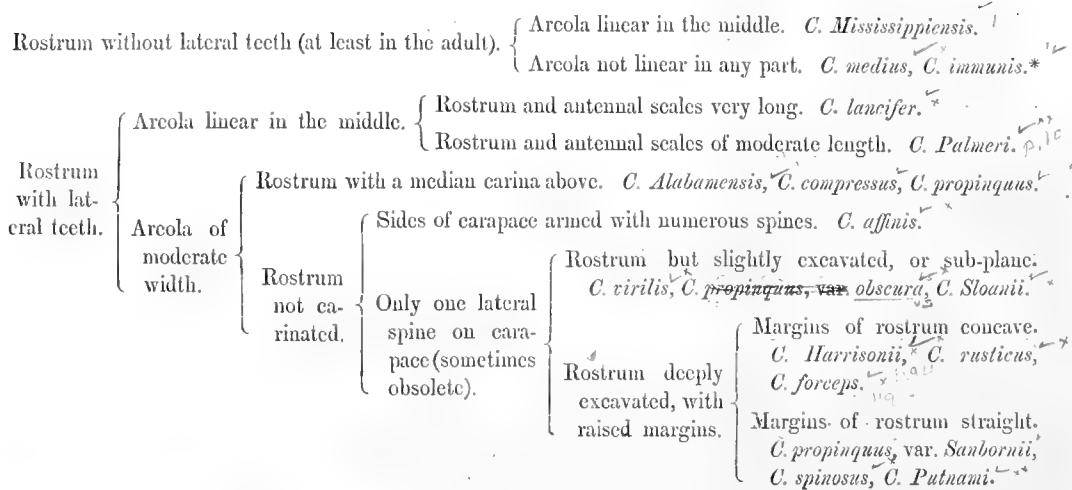 Rostrum without lateral teeth (at least in the adult).
Areola linear in the middle. C. Mississippiensis.
Areola not linear in any part. C. medius, C. immunis.*
Rostrum with lateral teeth.
Areola linear in the middle.
Rostrum and antennal scales very long. C. lancifer.
Rostrum and antennal scales of moderate length. C. Palmeri.
Areola of
moderate
width.
Rostrum with a median carina above. C. Alabamensis, C. compressus, C. propinquus.
Rostrum
not ca-
rinated.
Sides of carapace armed with numerous spines. C. affinis.
Only one lateral
spine on cara-
pace (sometimes
obsolete).
Rostrum but slightly excavated, or sub-plane.
C. virilis, C. propinquus, var. obscura, C. Sloanii.
Rostrum deeply
excavated, with
raised margins.
Margins of rostrum concave.
C. Harrisonii, C. rusticus,
C. forceps.
Margins of rostrum straight.
C. propinquus, var. Sanbornii,
C. spinosus, C. Putnami.